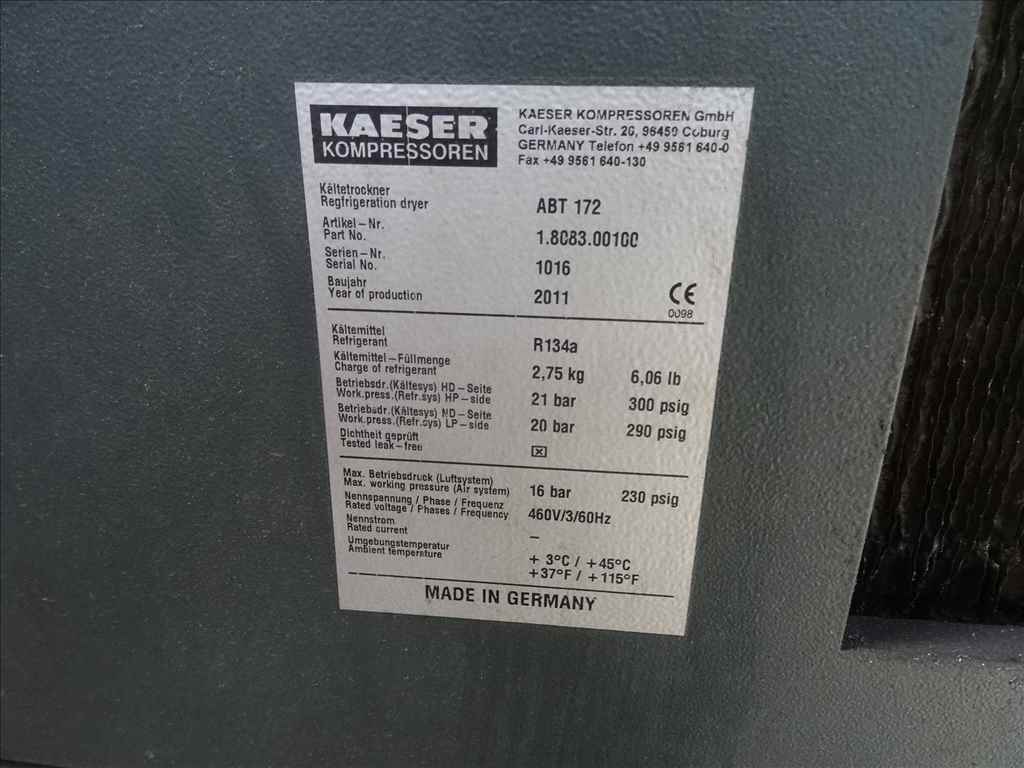 KAESER
KOMPRESSOREN
KAESER KOMPRESSOREN GmbH
Carl-Kaeser-Str. 26, 96450 Coburg
GERMANY Telefon +49 9561 640-0
Fax +49 9561 640-130
Kältetrockner
Regfrigeration dryer ABT 172
Artikel-Nr.
Part No. 1.8083.00100
Serien-Nr.
Serial No. 1016
Baujahr
Year of production 2011
CE
0098
Kältemittel
Refrigerant R134a
Kältemittel-Füllmenge
Charge of refrigerant 2,75 kg 6,06 lb
Betriebsdr.(Kältesys) HD-Seite
Work.press.(Refr.sys) HP-side 21 bar 300 psig
Betriebsdr.(Kältesys) ND-Seite
Work.press.(Refr.sys) LP-side 20 bar 290 psig
Dichtheit geprüft
Tested leak-free ☒
Max. Betriebsdruck (Luftsystem)
Max. working pressure (Air system) 16 bar 230 psig
Nennspannung / Phase / Frequenz
Rated voltage / Phases / Frequency 460V/3/60Hz
Nennstrom
Rated current –
Umgebungstemperatur
Ambient temperature + 3°C / +45°C
+37°F / +115°F
MADE IN GERMANY